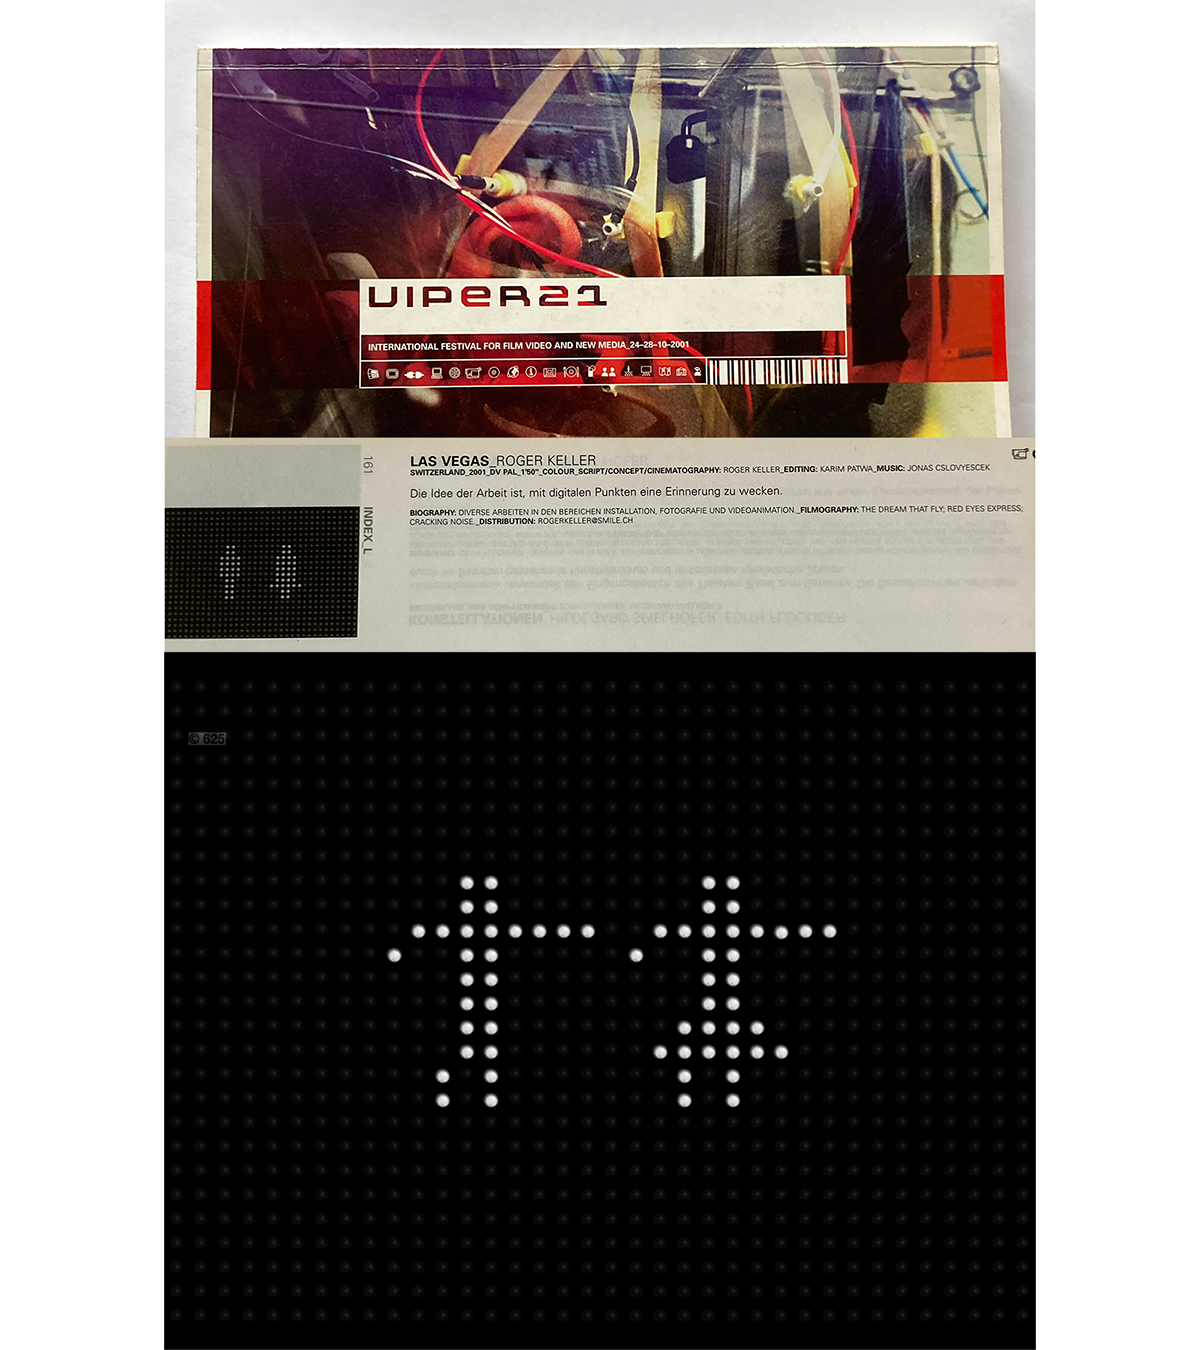 VIPER21
INTERNATIONAL FESTIVAL FOR FILM VIDEO AND NEW MEDIA_24–28–10–2001
161
INDEX_L
LAS VEGAS_ROGER KELLER
SWITZERLAND_2001_DV PAL_1'50"_COLOUR_SCRIPT/CONCEPT/CINEMATOGRAPHY: ROGER KELLER_EDITING: KARIM PATWA_MUSIC: JONAS CSLOVYESCEK
Die Idee der Arbeit ist, mit digitalen Punkten eine Erinnerung zu wecken.
BIOGRAPHY: DIVERSE ARBEITEN IN DEN BEREICHEN INSTALLATION, FOTOGRAFIE UND VIDEOANIMATION._FILMOGRAPHY: THE DREAM THAT FLY; RED EYES EXPRESS;
CRACKING NOISE._DISTRIBUTION: ROGERKELLER@SMILE.CH
© 625